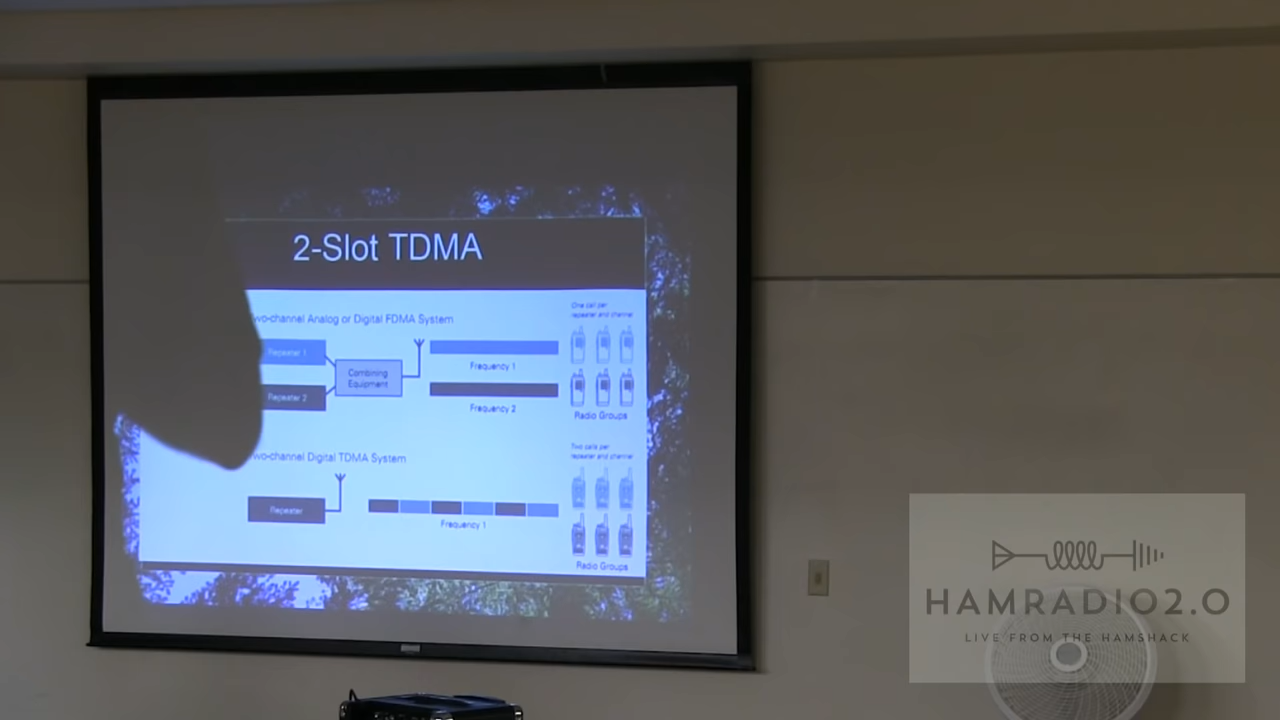 2-Slot TDMA
wo-channel Analog or Digital FDMA System
One call per
repeater and channel
Repeater 1
Combining
Equipment
Frequency 1
Repeater 2
Frequency 2
Radio Groups
wo-channel Digital TDMA System
Two calls per
repeater and channel
Repeater
Frequency 1
Radio Groups
HAMRADIO2.0
LIVE FROM THE HAMSHACK